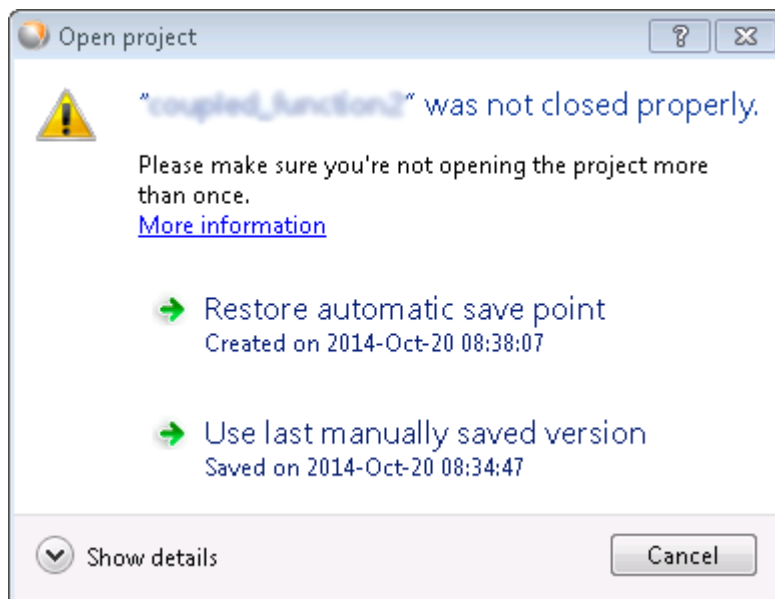 Open project
"coupled_function2" was not closed properly.
Please make sure you're not opening the project more
than once.
More information
Restore automatic save point
Created on 2014-Oct-20 08:38:07
Use last manually saved version
Saved on 2014-Oct-20 08:34:47
Show details
Cancel